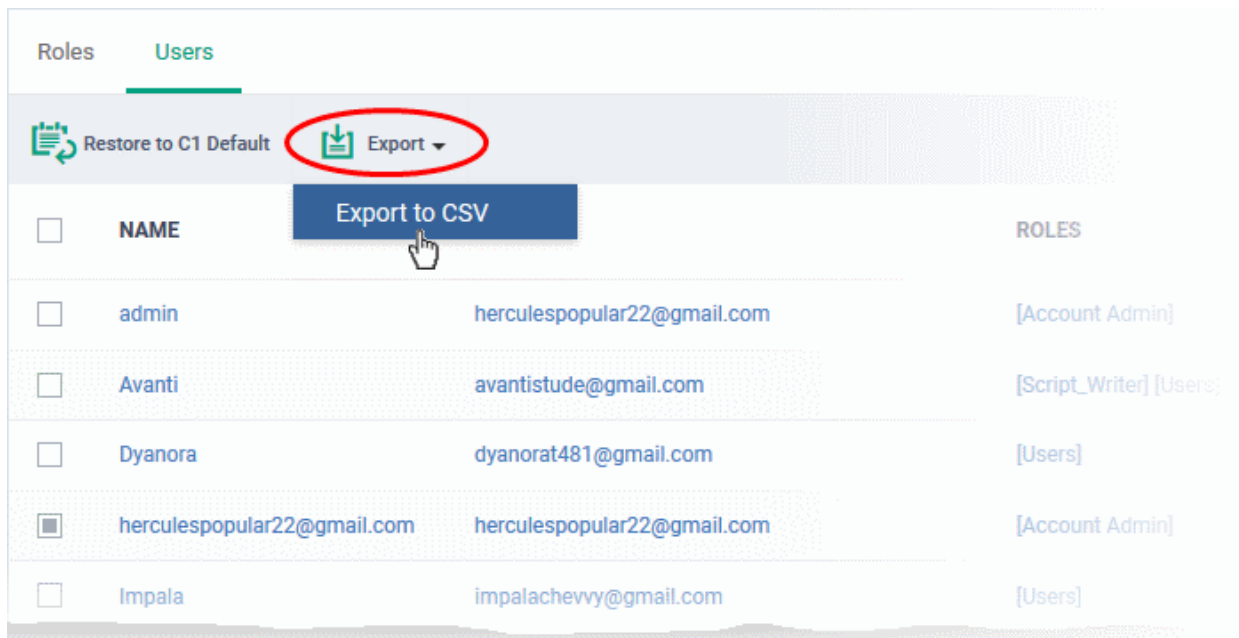 Roles Users
Restore to C1 Default Export
Export to CSV
NAME ROLES
admin herculespopular22@gmail.com [Account Admin]
Avanti avantistude@gmail.com [Script_Writer] [Users]
Dyanora dyanorat481@gmail.com [Users]
herculespopular22@gmail.com herculespopular22@gmail.com [Account Admin]
Impala impalachevvy@gmail.com [Users]